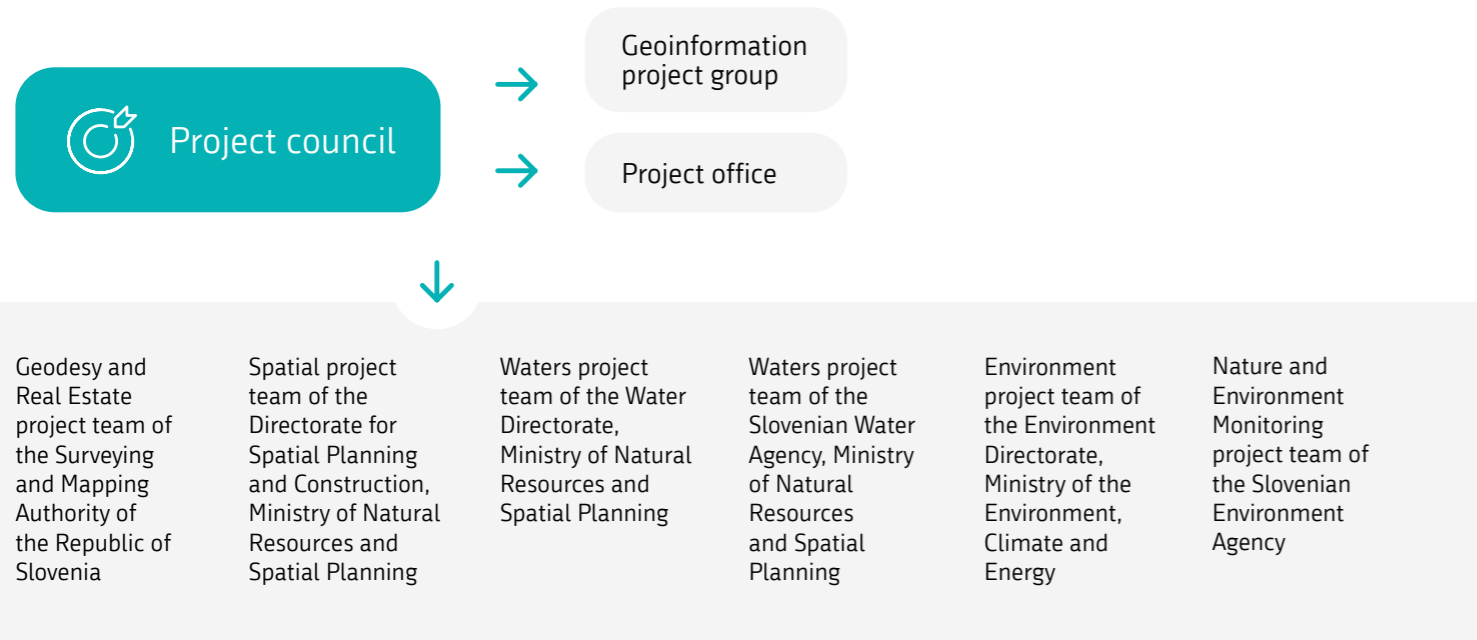 Geoinformation
project group
Project council
Project office
Geodesy and
Real Estate
project team of
the Surveying
and Mapping
Authority of
the Republic of
Slovenia
Spatial project
team of the
Directorate for
Spatial Planning
and Construction,
Ministry of Natural
Resources and
Spatial Planning
Waters project
team of the Water
Directorate,
Ministry of Natural
Resources and
Spatial Planning
Waters project
team of the
Slovenian Water
Agency, Ministry
of Natural
Resources
and Spatial
Planning
Environment
project team of
the Environment
Directorate,
Ministry of the
Environment,
Climate and
Energy
Nature and
Environment
Monitoring
project team of
the Slovenian
Environment
Agency